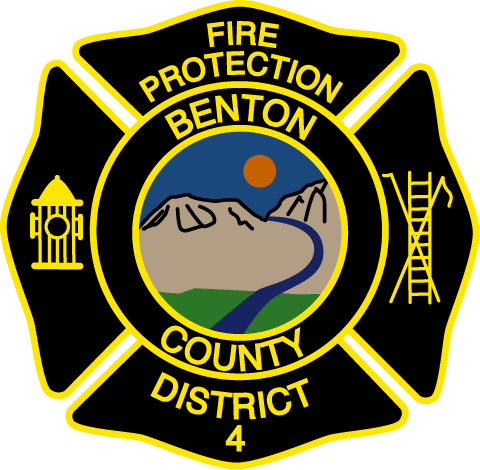 FIRE
PROTECTION
BENTON
COUNTY
DISTRICT
4